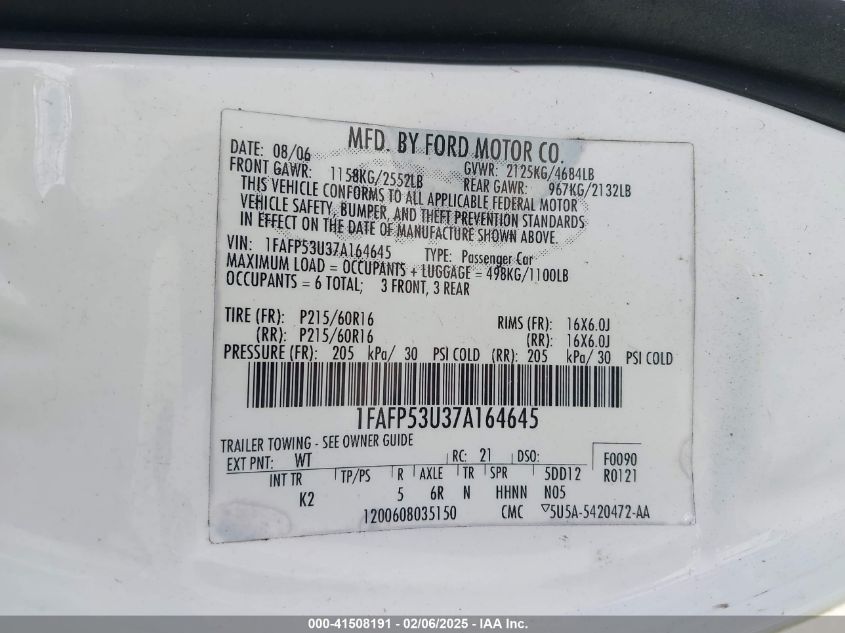 MFD. BY FORD MOTOR CO.
DATE: 08/06 GVWR: 2125KG/4684LB
FRONT GAWR: 1158KG/2552LB REAR GAWR: 967KG/2132LB
THIS VEHICLE CONFORMS TO ALL APPLICABLE FEDERAL MOTOR
VEHICLE SAFETY, BUMPER, AND THEFT PREVENTION STANDARDS
IN EFFECT ON THE DATE OF MANUFACTURE SHOWN ABOVE.
VIN: 1FAFP53U37A164645 TYPE: Passenger Car
MAXIMUM LOAD = OCCUPANTS + LUGGAGE = 498KG/1100LB
OCCUPANTS = 6 TOTAL; 3 FRONT, 3 REAR
TIRE (FR): P215/60R16 RIMS (FR): 16X6.0J
(RR): P215/60R16 (RR): 16X6.0J
PRESSURE (FR): 205 kPa/ 30 PSI COLD (RR): 205 kPa/ 30 PSI COLD
1FAFP53U37A164645
TRAILER TOWING - SEE OWNER GUIDE
EXT PNT: WT RC: 21 DSO: F0090
INT TR TP/PS R AXLE TR SPR 5DD12 R0121
K2 5 6R N HHNN N05
1200608035150 CMC ▽5U5A-5420472-AA
000-41508191 - 02/06/2025 - IAA Inc.